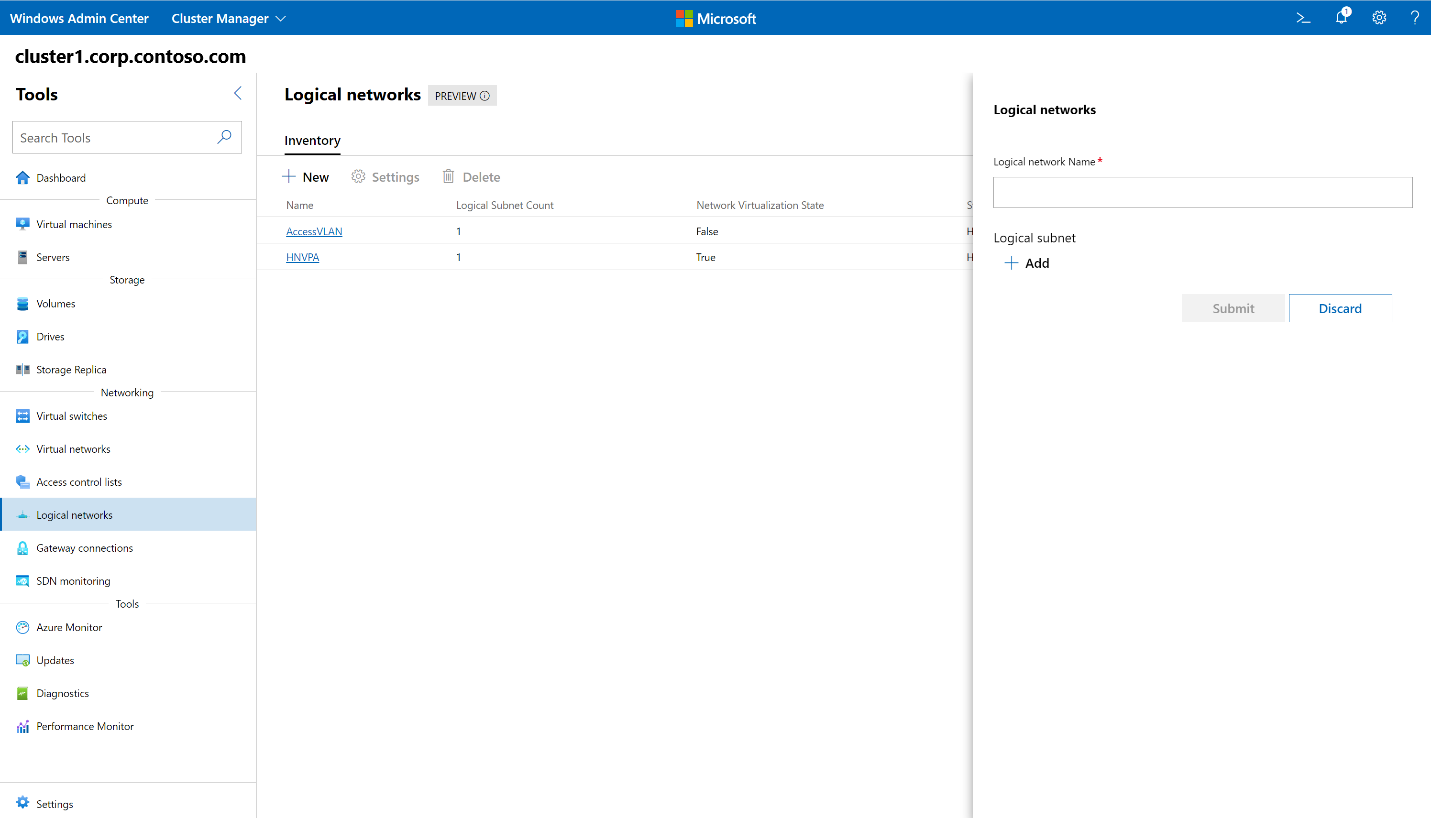 Windows Admin Center
Cluster Manager
Microsoft
1
cluster1.corp.contoso.com
Tools
Search Tools
Dashboard
Compute
Virtual machines
Servers
Storage
Volumes
Drives
Storage Replica
Networking
Virtual switches
Virtual networks
Access control lists
Logical networks
Gateway connections
SDN monitoring
Tools
Azure Monitor
Updates
Diagnostics
Performance Monitor
Settings
Logical networks PREVIEW
Inventory
New Settings Delete
Name Logical Subnet Count Network Virtualization State S
AccessVLAN 1 False H
HNVPA 1 True H
Logical networks
Logical network Name *
Logical subnet
Add
Submit Discard